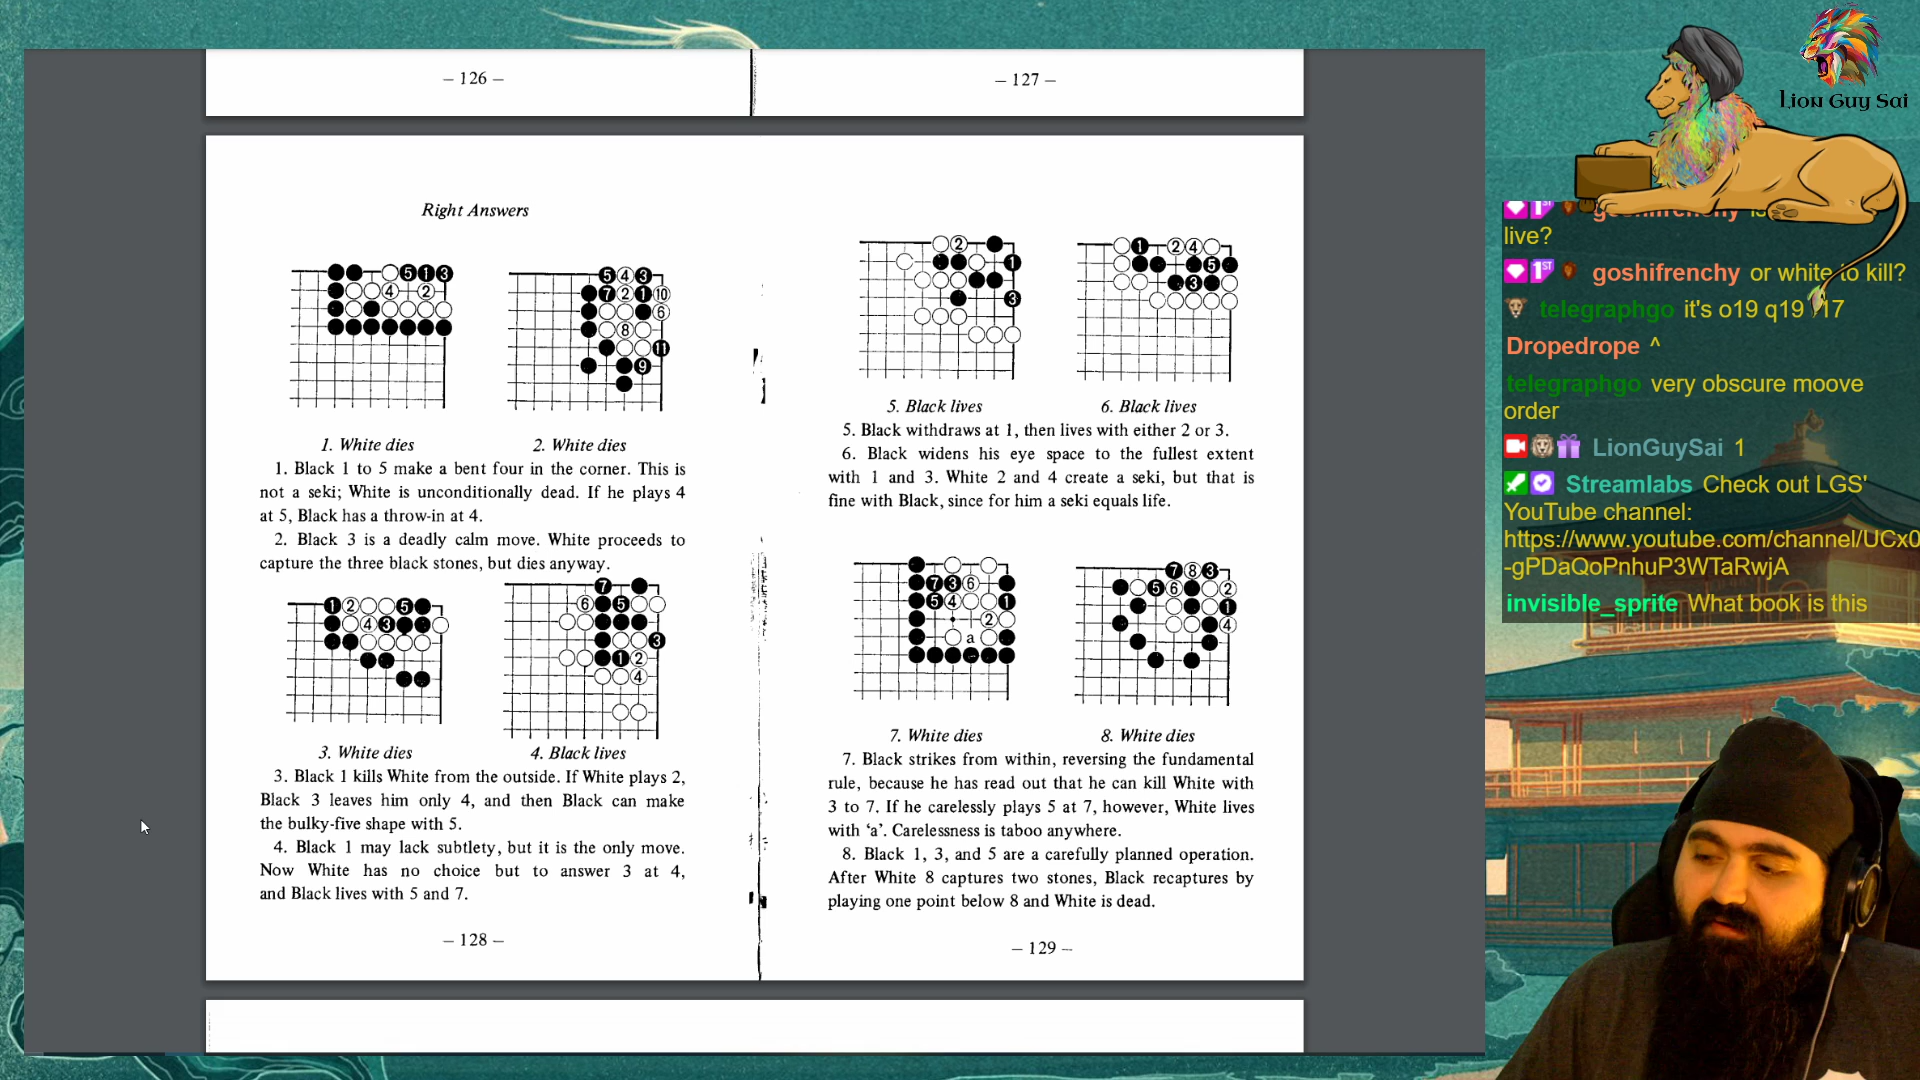 – 126 –
– 127 –
Right Answers
1. White dies
2. White dies
1. Black 1 to 5 make a bent four in the corner. This is
not a seki; White is unconditionally dead. If he plays 4
at 5, Black has a throw-in at 4.
2. Black 3 is a deadly calm move. White proceeds to
capture the three black stones, but dies anyway.
3. White dies
4. Black lives
3. Black 1 kills White from the outside. If White plays 2,
Black 3 leaves him only 4, and then Black can make
the bulky-five shape with 5.
4. Black 1 may lack subtlety, but it is the only move.
Now White has no choice but to answer 3 at 4,
and Black lives with 5 and 7.
– 128 –
5. Black lives
6. Black lives
5. Black withdraws at 1, then lives with either 2 or 3.
6. Black widens his eye space to the fullest extent
with 1 and 3. White 2 and 4 create a seki, but that is
fine with Black, since for him a seki equals life.
a
7. White dies
8. White dies
7. Black strikes from within, reversing the fundamental
rule, because he has read out that he can kill White with
3 to 7. If he carelessly plays 5 at 7, however, White lives
with ‘a’. Carelessness is taboo anywhere.
8. Black 1, 3, and 5 are a carefully planned operation.
After White 8 captures two stones, Black recaptures by
playing one point below 8 and White is dead.
– 129 –
Lion Guy Sai
live?
goshifrenchy or white to kill?
telegraphgo it's o19 q19
Dropedrope ^
telegraphgo very obscure moove
order
LionGuySai 1
Streamlabs Check out LGS'
YouTube channel:
https://www.youtube.com/channel/UCx0
-gPDaQoPnhuP3WTaRwjA
invisible_sprite What book is this